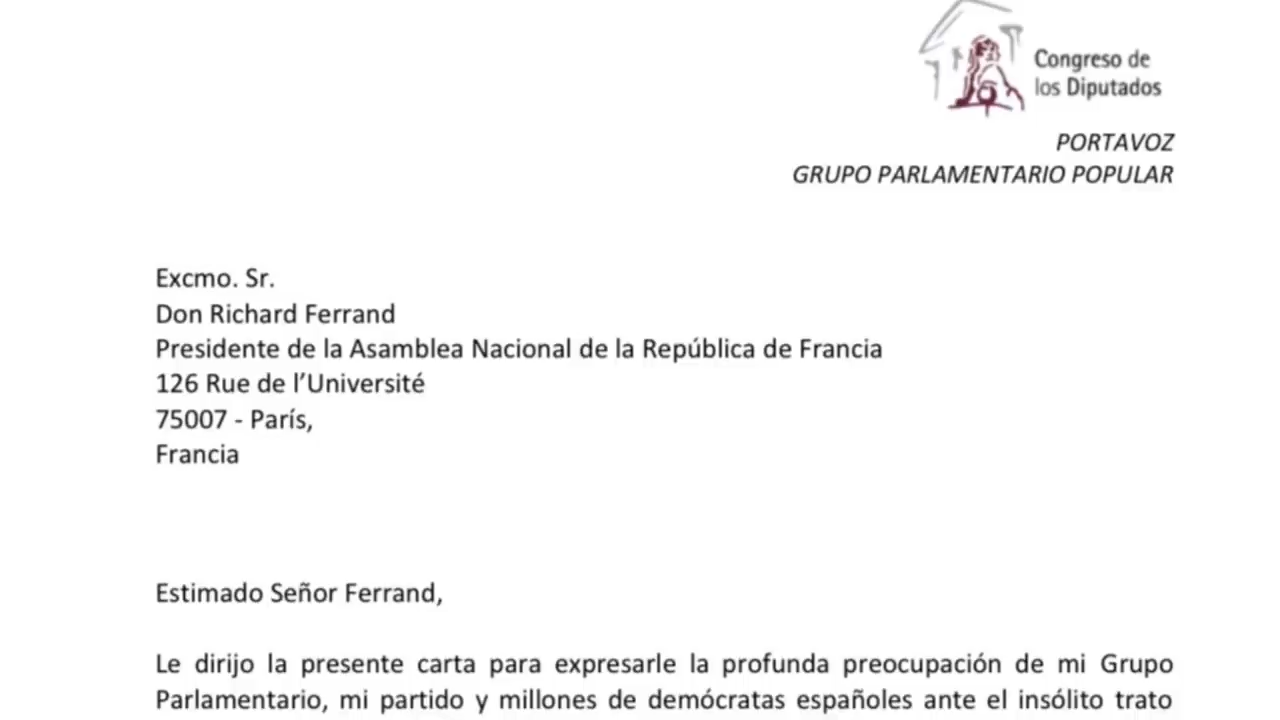 Congreso de
los Diputados
PORTAVOZ
GRUPO PARLAMENTARIO POPULAR
Excmo. Sr.
Don Richard Ferrand
Presidente de la Asamblea Nacional de la República de Francia
126 Rue de l’Université
75007 - París,
Francia
Estimado Señor Ferrand,
Le dirijo la presente carta para expresarle la profunda preocupación de mi Grupo
Parlamentario, mi partido y millones de demócratas españoles ante el insólito trato